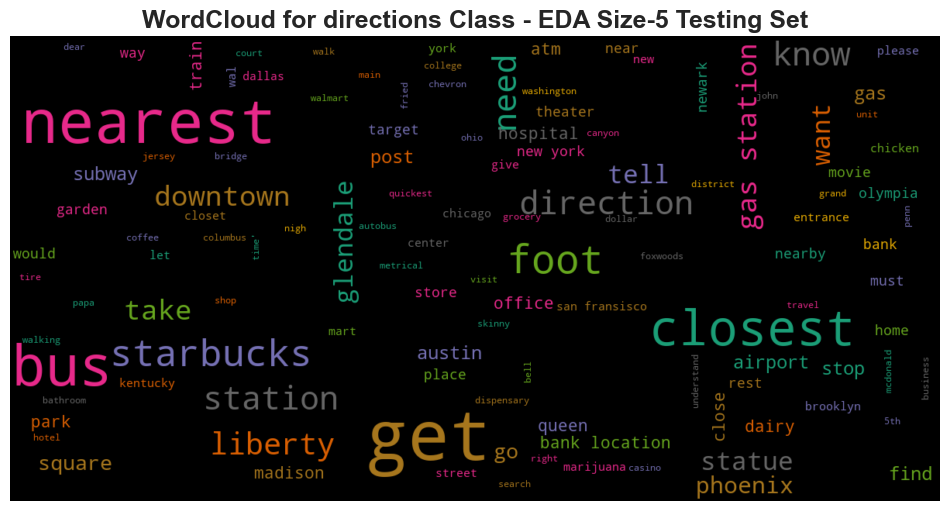 WordCloud for directions Class - EDA Size-5 Testing Set
dear
way
court
train
wal
dallas
walk
york
college
main
chevron
walmart
fried
need
atm
near
new
washington
theater
newark
gas station
know
please
john
gas
unit
want
chicken
nearest
jersey
bridge
target
ohio
hospital
canyon
post
new york
give
movie
subway
tell
district
grand
olympia
downtown
quickest
direction
garden
closet
chicago
grocery
dollar
entrance
penn
glendale
autobus
coffee
columbus
nigh
time'
center
bank
would
let
foot
foxwoods
nearby
metrical
tire
visit
must
papa
shop
take
store
office
san fransisco
travel
skinny
closest
home
walking
mart
starbucks
bus
austin
airport
stop
kentucky
place
bell
understand
rest
mcdonald
business
bathroom
station
dispensary
close
brooklyn
park
get
queen
dairy
5th
hotel
liberty
go
bank location
square
madison
street
right
marijuana
casino
statue
find
search
phoenix